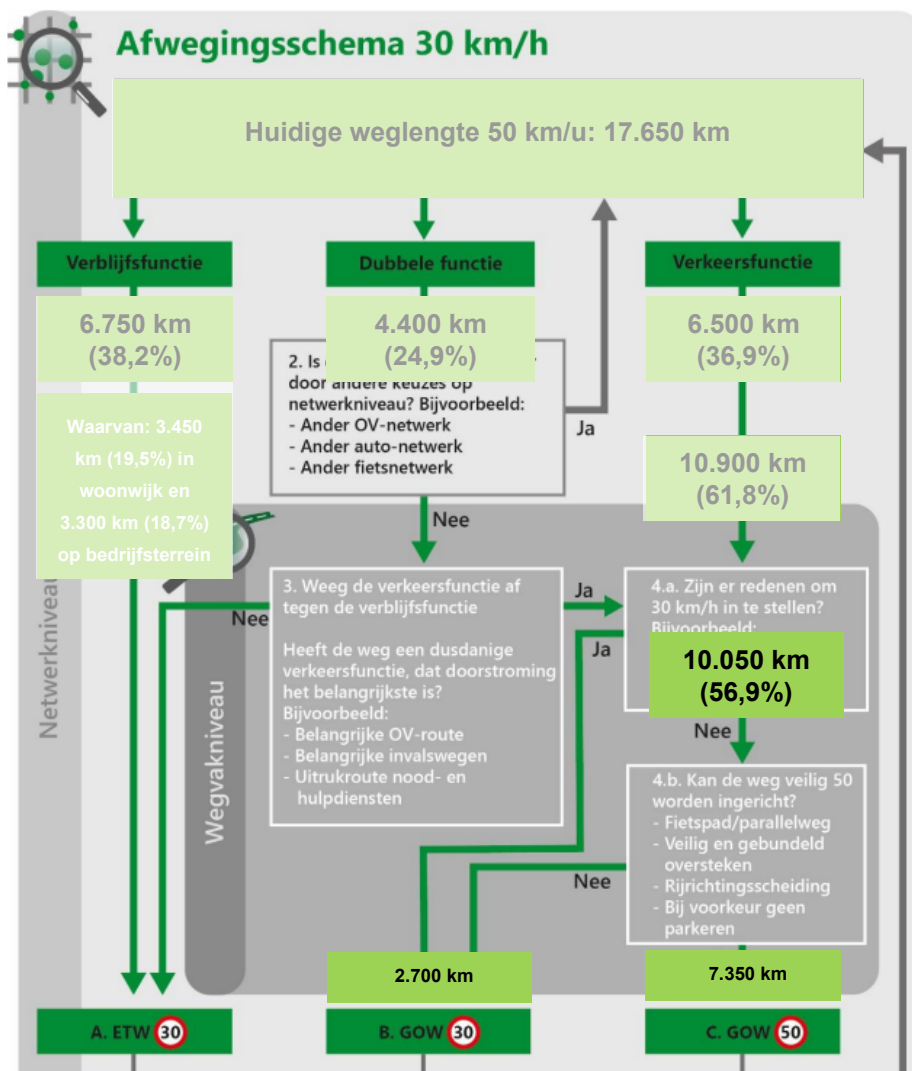 Afwegingsschema 30 km/h
Huidige weglengte 50 km/u: 17.650 km
Verblijfsfunctie
Dubbele functie
Verkeersfunctie
6.750 km
(38,2%)
4.400 km
(24,9%)
6.500 km
(36,9%)
2. Is
door andere keuzes op
netwerkniveau? Bijvoorbeeld:
- Ander OV-netwerk
- Ander auto-netwerk
- Ander fietsnetwerk
Ja
Waarvan: 3.450
km (19,5%) in
woonwijk en
3.300 km (18,7%)
op bedrijfsterrein
10.900 km
(61,8%)
Nee
Netwerkniveau
Wegvakniveau
Nee
3. Weeg de verkeersfunctie af
tegen de verblijfsfunctie
Heeft de weg een dusdanige
verkeersfunctie, dat doorstroming
het belangrijkste is?
Bijvoorbeeld:
- Belangrijke OV-route
- Belangrijke invalswegen
- Uitrukroute nood- en
hulpdiensten
Ja
Ja
4.a. Zijn er redenen om
30 km/h in te stellen?
Bijvoorbeeld:
10.050 km
(56,9%)
Nee
4.b. Kan de weg veilig 50
worden ingericht?
- Fietspad/parallelweg
- Veilig en gebundeld
oversteken
- Rijrichtingsscheiding
- Bij voorkeur geen
parkeren
Nee
2.700 km
7.350 km
A. ETW 30
B. GOW 30
C. GOW 50